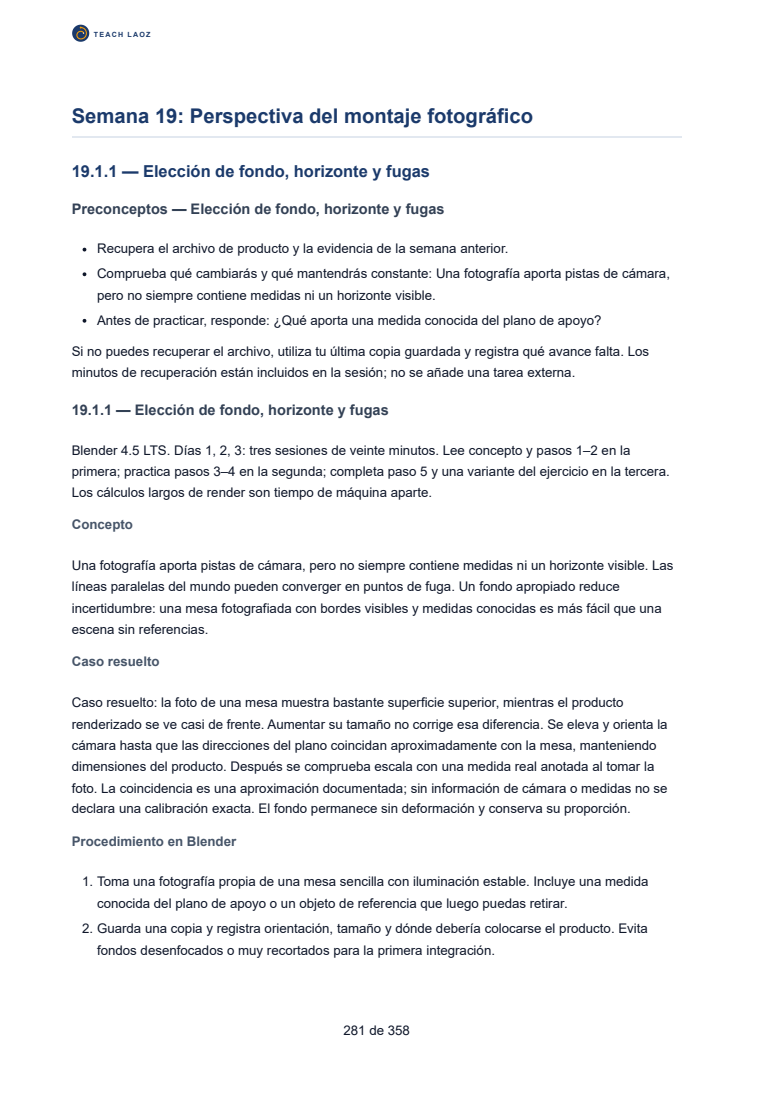 TEACH LAOZ
Semana 19: Perspectiva del montaje fotográfico
19.1.1 — Elección de fondo, horizonte y fugas
Preconceptos — Elección de fondo, horizonte y fugas
• Recupera el archivo de producto y la evidencia de la semana anterior.
• Comprueba qué cambiarás y qué mantendrás constante: Una fotografía aporta pistas de cámara,
pero no siempre contiene medidas ni un horizonte visible.
• Antes de practicar, responde: ¿Qué aporta una medida conocida del plano de apoyo?
Si no puedes recuperar el archivo, utiliza tu última copia guardada y registra qué avance falta. Los
minutos de recuperación están incluidos en la sesión; no se añade una tarea externa.
19.1.1 — Elección de fondo, horizonte y fugas
Blender 4.5 LTS. Días 1, 2, 3: tres sesiones de veinte minutos. Lee concepto y pasos 1–2 en la
primera; practica pasos 3–4 en la segunda; completa paso 5 y una variante del ejercicio en la tercera.
Los cálculos largos de render son tiempo de máquina aparte.
Concepto
Una fotografía aporta pistas de cámara, pero no siempre contiene medidas ni un horizonte visible. Las
líneas paralelas del mundo pueden converger en puntos de fuga. Un fondo apropiado reduce
incertidumbre: una mesa fotografiada con bordes visibles y medidas conocidas es más fácil que una
escena sin referencias.
Caso resuelto
Caso resuelto: la foto de una mesa muestra bastante superficie superior, mientras el producto
renderizado se ve casi de frente. Aumentar su tamaño no corrige esa diferencia. Se eleva y orienta la
cámara hasta que las direcciones del plano coincidan aproximadamente con la mesa, manteniendo
dimensiones del producto. Después se comprueba escala con una medida real anotada al tomar la
foto. La coincidencia es una aproximación documentada; sin información de cámara o medidas no se
declara una calibración exacta. El fondo permanece sin deformación y conserva su proporción.
Procedimiento en Blender
1. Toma una fotografía propia de una mesa sencilla con iluminación estable. Incluye una medida
conocida del plano de apoyo o un objeto de referencia que luego puedas retirar.
2. Guarda una copia y registra orientación, tamaño y dónde debería colocarse el producto. Evita
fondos desenfocados o muy recortados para la primera integración.
281 de 358